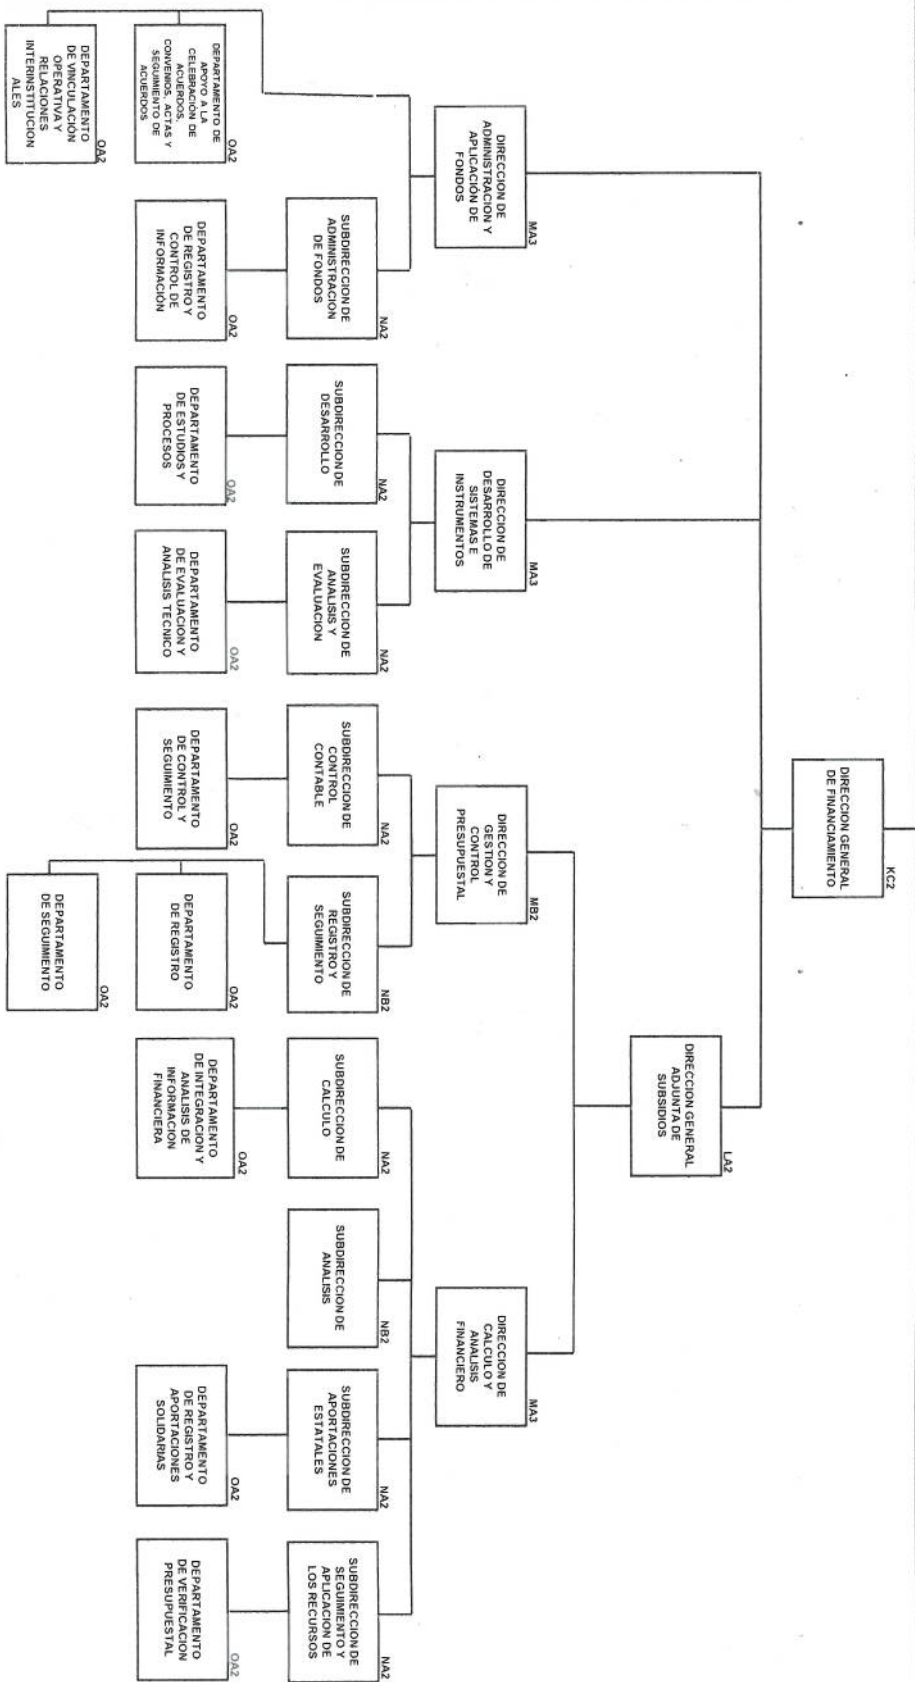 KC2
DIRECCION GENERAL
DE FINANCIAMIENTO
LA2
DIRECCION GENERAL
ADJUNTA DE
SUBSIDIOS
MA3
DIRECCION DE
ADMINISTRACION Y
APLICACIÓN DE
FONDOS
MA3
DIRECCION DE
DESARROLLO DE
SISTEMAS E
INSTRUMENTOS
MB2
DIRECCION DE
GESTION Y
CONTROL
PRESUPUESTAL
MA3
DIRECCION DE
CALCULO Y
ANALISIS
FINANCIERO
NA2
SUBDIRECCION DE
ADMINISTRACION
DE FONDOS
NA2
SUBDIRECCION DE
DESARROLLO
NA2
SUBDIRECCION DE
ANALISIS Y
EVALUACION
NA2
SUBDIRECCION DE
CONTROL
CONTABLE
NB2
SUBDIRECCION DE
REGISTRO Y
SEGUIMIENTO
NA2
SUBDIRECCION DE
CALCULO
NB2
SUBDIRECCION DE
ANALISIS
NA2
SUBDIRECCION DE
APORTACIONES
ESTATALES
NA2
SUBDIRECCION DE
SEGUIMIENTO Y
APLICACION DE
LOS RECURSOS
OA2
DEPARTAMENTO DE
APOYO A LA
CELEBRACIÓN DE
ACUERDOS,
CONVENIOS, ACTAS Y
SEGUIMIENTO DE
ACUERDOS
OA2
DEPARTAMENTO
DE REGISTRO Y
CONTROL DE
INFORMACIÓN
OA2
DEPARTAMENTO
DE ESTUDIOS Y
PROCESOS
OA2
DEPARTAMENTO
DE EVALUACION Y
ANALISIS TECNICO
OA2
DEPARTAMENTO
DE CONTROL Y
SEGUIMIENTO
OA2
DEPARTAMENTO
DE REGISTRO
OA2
DEPARTAMENTO
DE INTEGRACION Y
ANALISIS DE
INFORMACION
FINANCIERA
OA2
DEPARTAMENTO
DE REGISTRO Y
APORTACIONES
SOLIDARIAS
OA2
DEPARTAMENTO
DE VERIFICACION
PRESUPUESTAL
OA2
DEPARTAMENTO
DE VINCULACIÓN
OPERATIVA Y
RELACIONES
INTERINSTITUCION
ALES
OA2
DEPARTAMENTO
DE SEGUIMIENTO